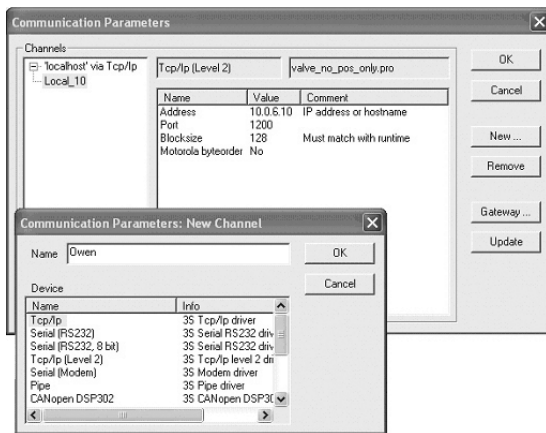 Communication Parameters
Channels
'localhost' via Tcp/Ip
Local_10
Tcp/Ip (Level 2)
valve_no_pos_only.pro
Name Value Comment
Address 10.0.6.10 IP address or hostname
Port 1200
Blocksize 128 Must match with runtime
Motorola byteorder No
OK
Cancel
New ...
Remove
Gateway ...
Update
Communication Parameters: New Channel
Name Owen
OK
Cancel
Device
Name Info
Tcp/Ip 3S Tcp/Ip driver
Serial (RS232) 3S Serial RS232 driv
Serial (RS232, 8 bit) 3S Serial RS232 driv
Tcp/Ip (Level 2) 3S Tcp/Ip level 2 dri
Serial (Modem) 3S Modem driver
Pipe 3S Pipe driver
CANopen DSP302 3S CANopen DSP3(